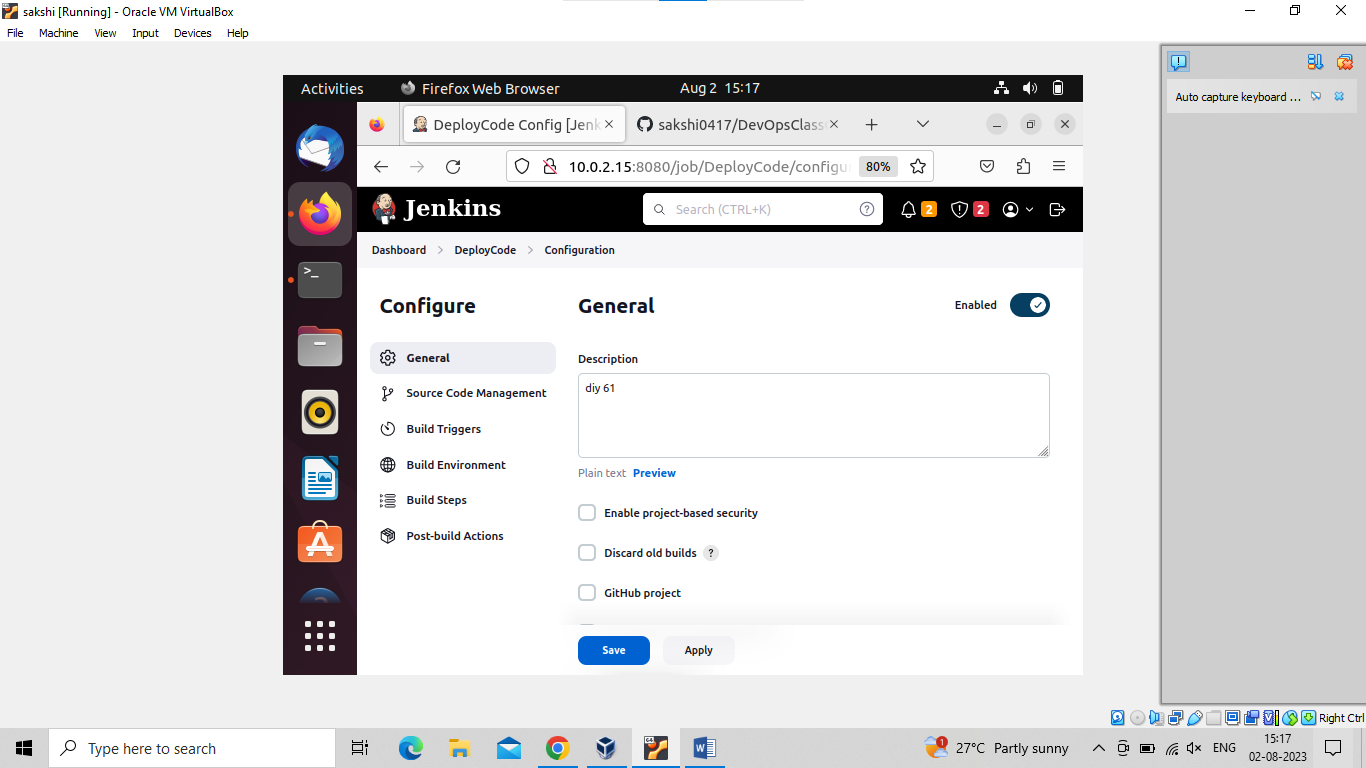 sakshi [Running] - Oracle VM VirtualBox
File Machine View Input Devices Help
Auto capture keyboard ...
Activities Firefox Web Browser Aug 2 15:17
DeployCode Config [Jenk sakshi0417/DevOpsClass
10.0.2.15:8080/job/DeployCode/configu 80%
Jenkins Search (CTRL+K) ? 2 2
Dashboard DeployCode Configuration
Configure
General
Source Code Management
Build Triggers
Build Environment
Build Steps
Post-build Actions
General Enabled
Description
diy 61
Plain text Preview
Enable project-based security
Discard old builds ?
GitHub project
Save Apply
Right Ctrl
Type here to search
64
1
27°C Partly sunny
ENG
15:17
02-08-2023